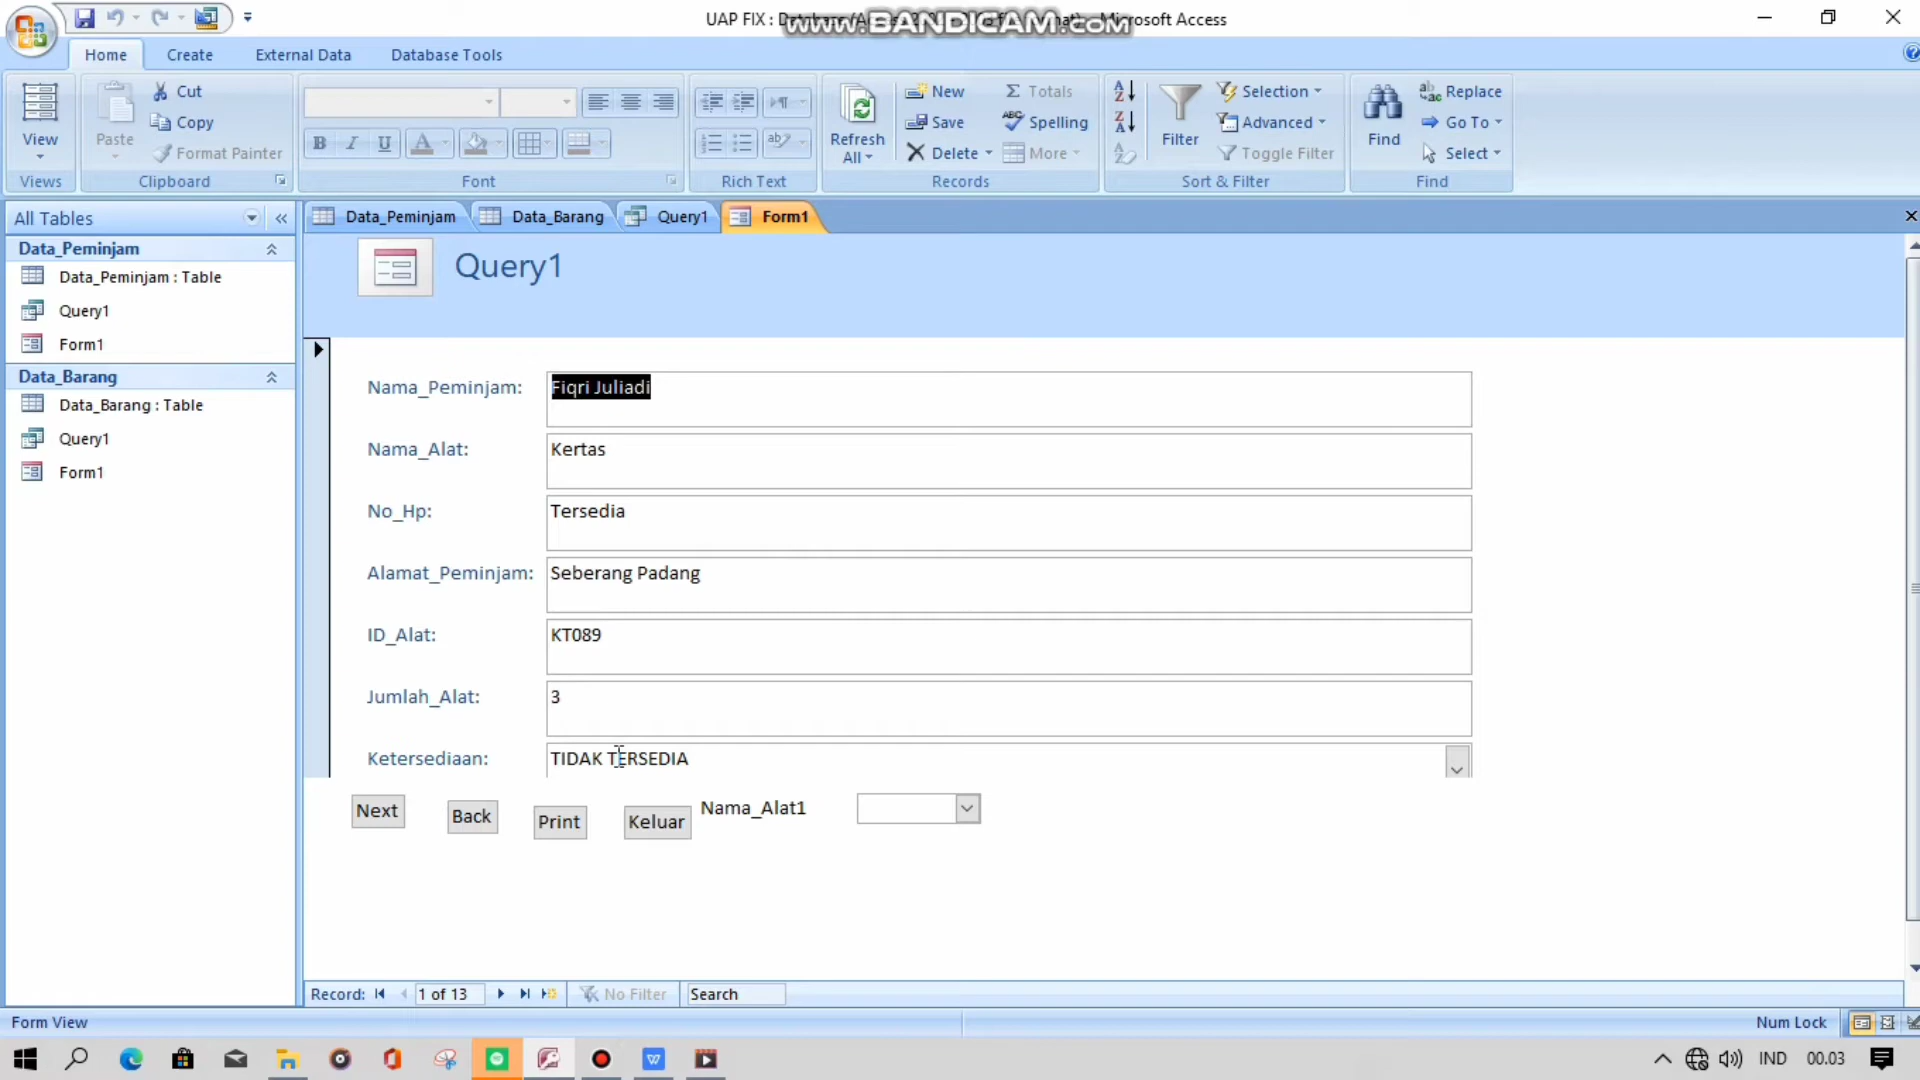 UAP FIX : Database (Ac
mat) - Microsoft Access
www.BANDICAM.com
Home Create External Data Database Tools
View
Views
Paste
Cut
Copy
Format Painter
Clipboard
B I U A
Font
Rich Text
Refresh
All
New
Save
Delete
Totals
Spelling
More
Records
Filter
Selection
Advanced
Toggle Filter
Sort & Filter
Find
Replace
Go To
Select
Find
All Tables
Data_Peminjam
Data_Peminjam : Table
Query1
Form1
Data_Barang
Data_Barang : Table
Query1
Form1
Data_Peminjam Data_Barang Query1 Form1
Query1
Nama_Peminjam: Fiqri Juliadi
Nama_Alat: Kertas
No_Hp: Tersedia
Alamat_Peminjam: Seberang Padang
ID_Alat: KT089
Jumlah_Alat: 3
Ketersediaan: TIDAK TERSEDIA
Next Back Print Keluar Nama_Alat1
Record: 1 of 13 No Filter Search
Form View Num Lock
IND 00.03